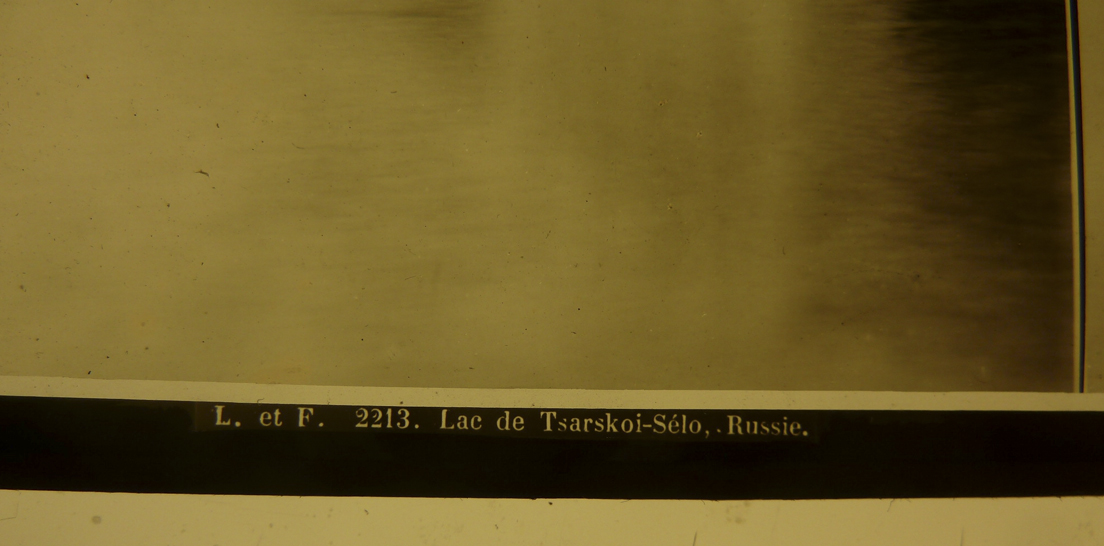 L. et F. 2213. Lac de Tsarskoi-Sélo, Russie.